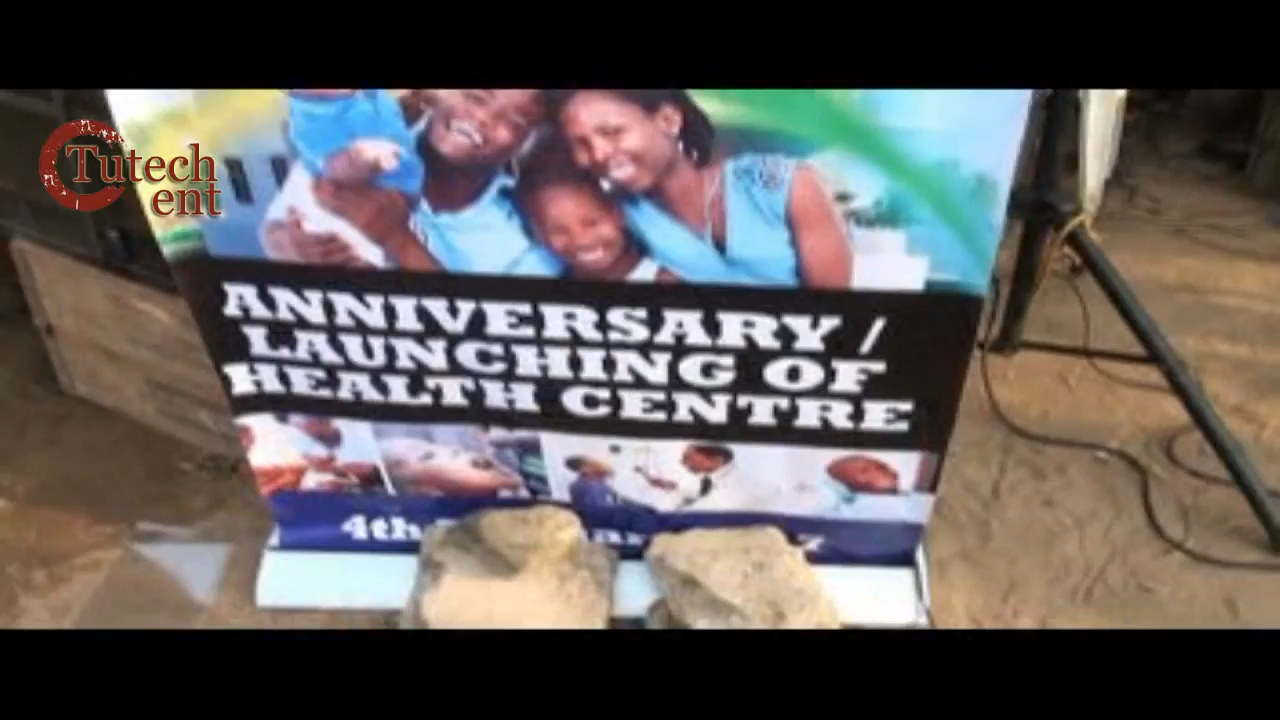 Tutech
ent
ANNIVERSARY /
LAUNCHING OF
HEALTH CENTRE
4th